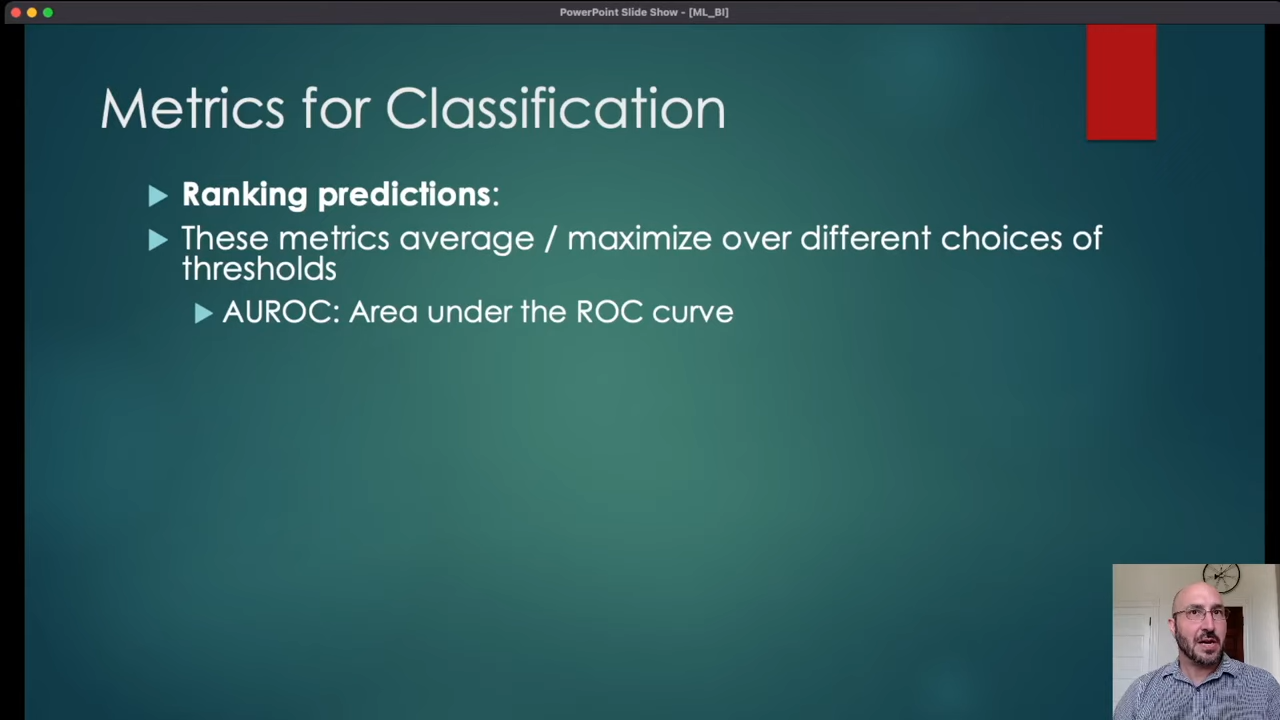 PowerPoint Slide Show - [ML_BI]
Metrics for Classification
Ranking predictions:
These metrics average / maximize over different choices of
thresholds
AUROC: Area under the ROC curve